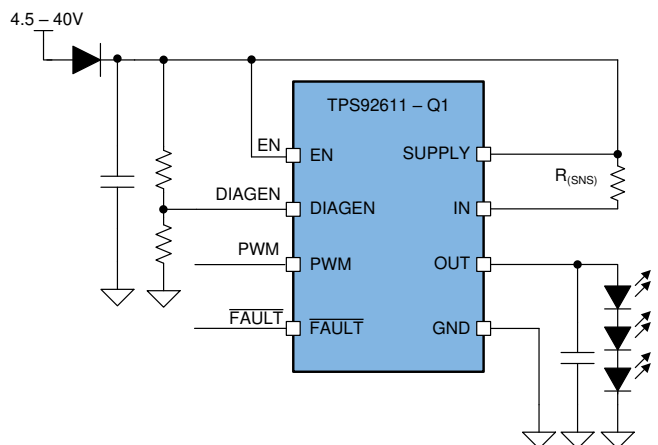 4.5 – 40V
TPS92611 – Q1
EN
EN
SUPPLY
R(SNS)
DIAGEN
DIAGEN
IN
PWM
PWM
OUT
FAULT
FAULT
GND